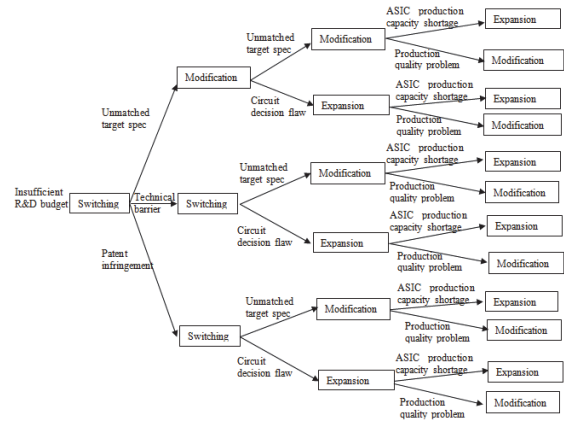 ASIC production
capacity shortage
Expansion
Unmatched
target spec
Modification
Production
quality problem
Modification
Modification
ASIC production
capacity shortage
Expansion
Unmatched
target spec
Circuit
decision flaw
Expansion
Production
quality problem
Modification
ASIC production
capacity shortage
Expansion
Unmatched
target spec
Modification
Production
quality problem
Modification
Insufficient
R&D budget
Switching
Technical
barrier
Switching
ASIC production
capacity shortage
Expansion
Circuit
decision flaw
Expansion
Production
quality problem
Modification
Patent
infringement
ASIC production
capacity shortage
Expansion
Unmatched
target spec
Modification
Production
quality problem
Modification
Switching
ASIC production
capacity shortage
Expansion
Circuit
decision flaw
Expansion
Production
quality problem
Modification